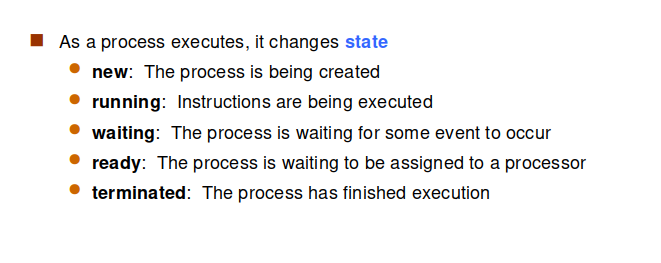 As a process executes, it changes state
new: The process is being created
running: Instructions are being executed
waiting: The process is waiting for some event to occur
ready: The process is waiting to be assigned to a processor
terminated: The process has finished execution